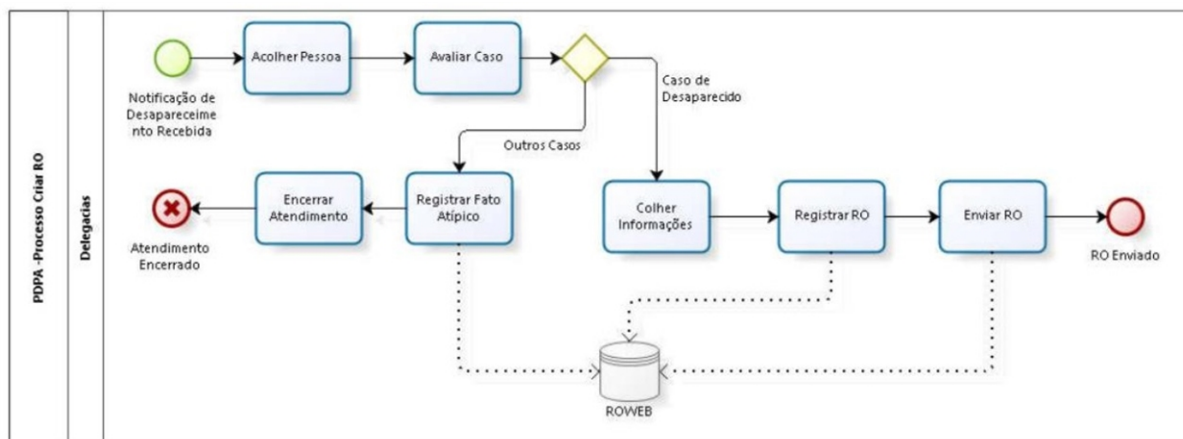 PDPA -Processo Criar RO
Delegacias
Acolher Pessoa
Avaliar Caso
Caso de
Desaparecido
Notificação de
Desapareceime
nto Recebida
Outros Casos
Encerrar
Atendimento
Registrar Fato
Atípico
Colher
Informações
Registrar RO
Enviar RO
Atendimento
Encerrado
RO Enviado
ROWEB